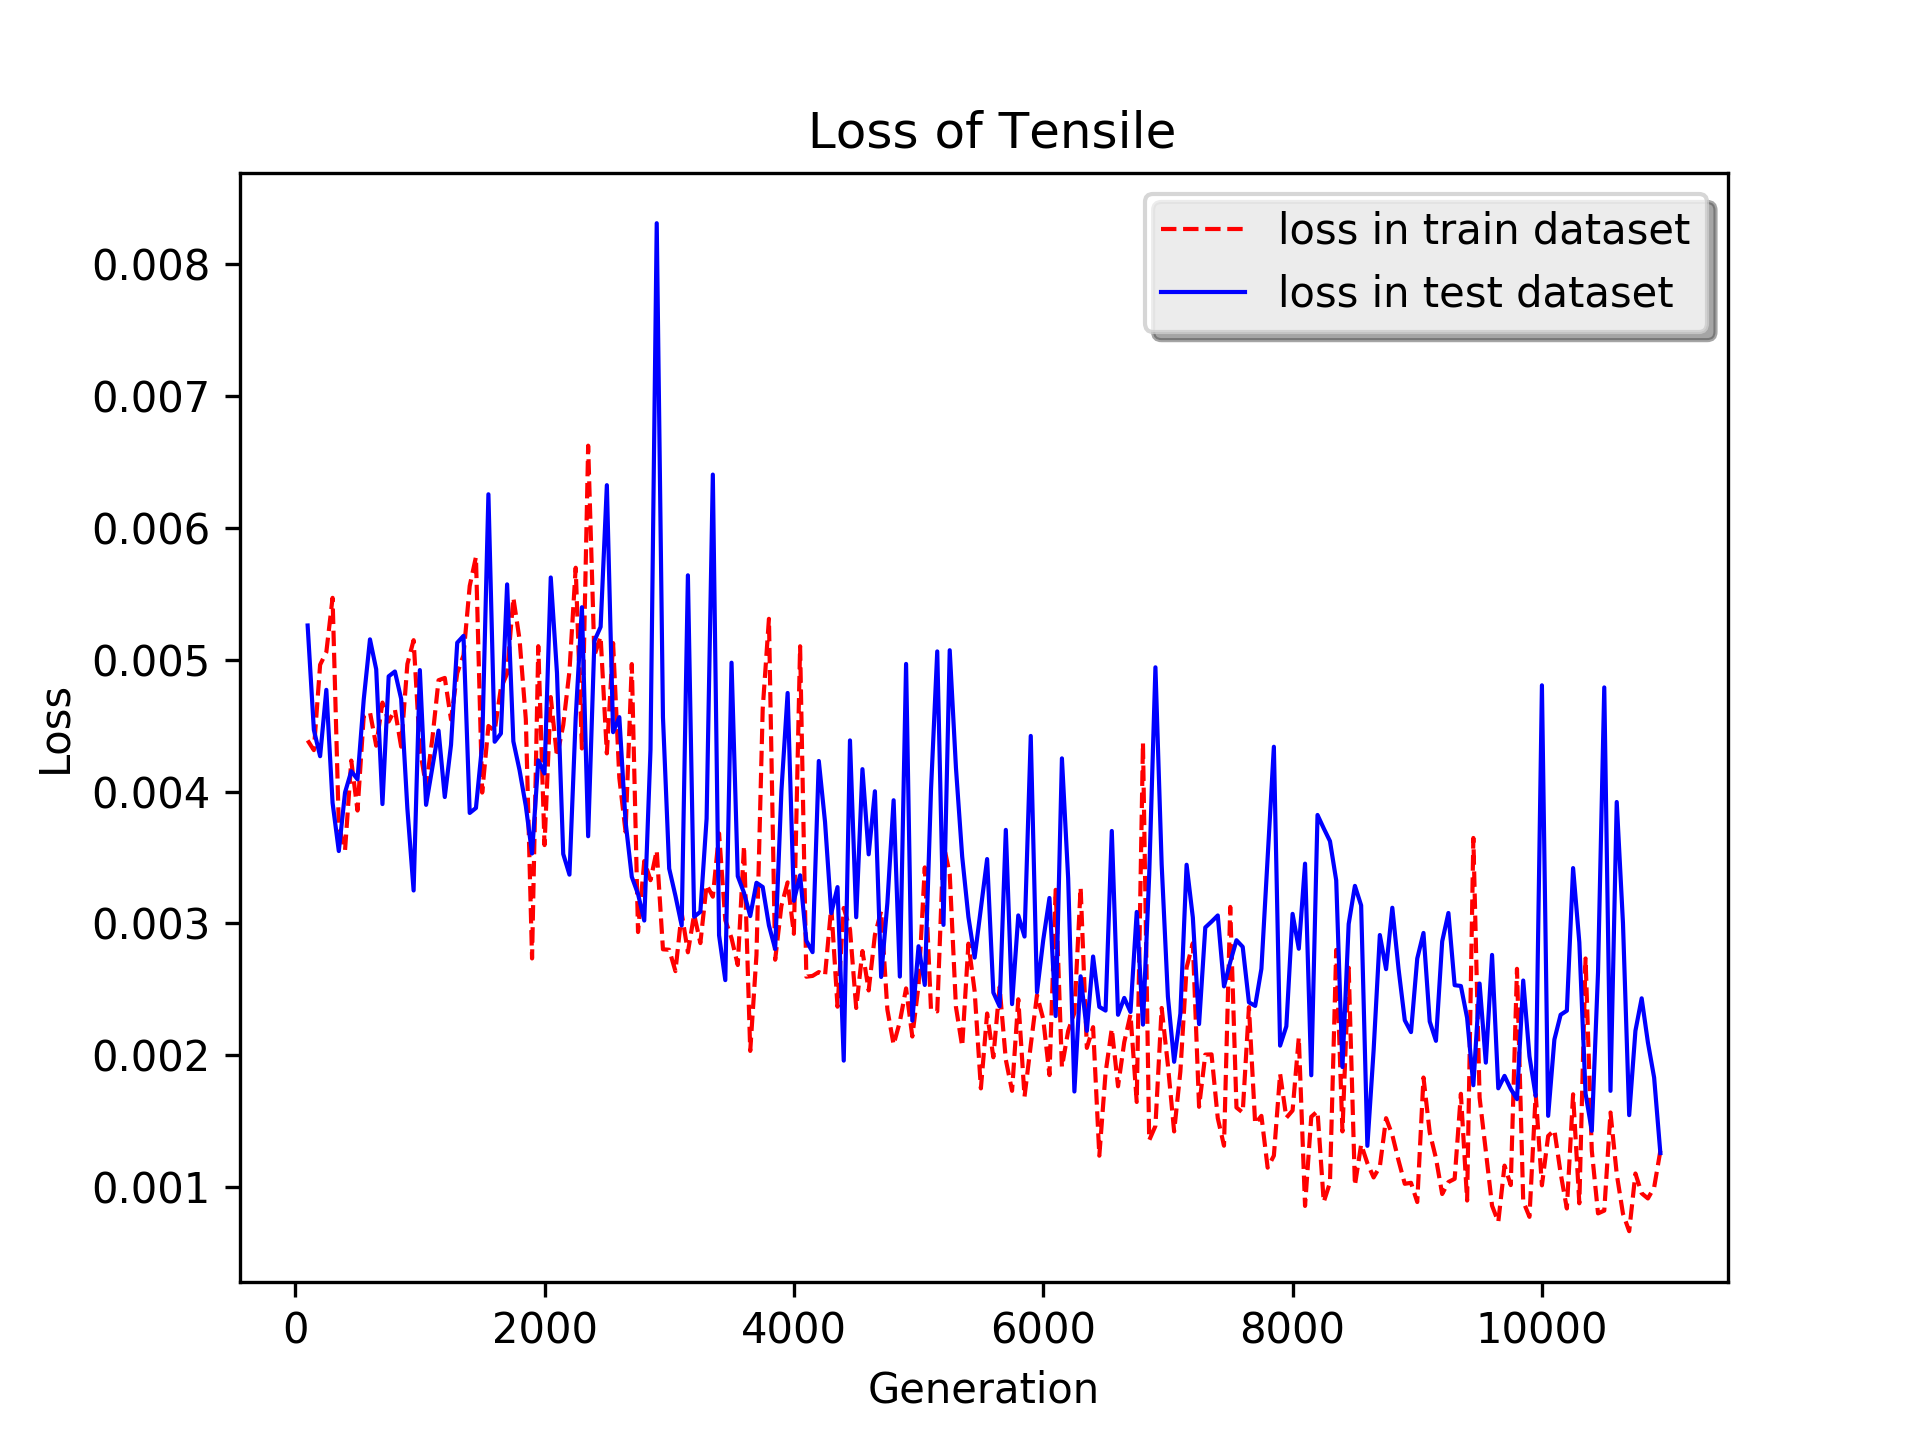 Loss of Tensile
loss in train dataset
loss in test dataset
0.008
0.007
0.006
0.005
0.004
0.003
0.002
0.001
Loss
0 2000 4000 6000 8000 10000
Generation